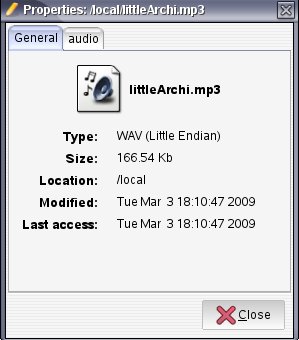 Properties: /local/littleArchi.mp3
General audio
littleArchi.mp3
Type: WAV (Little Endian)
Size: 166.54 Kb
Location: /local
Modified: Tue Mar 3 18:10:47 2009
Last access: Tue Mar 3 18:10:47 2009
Close